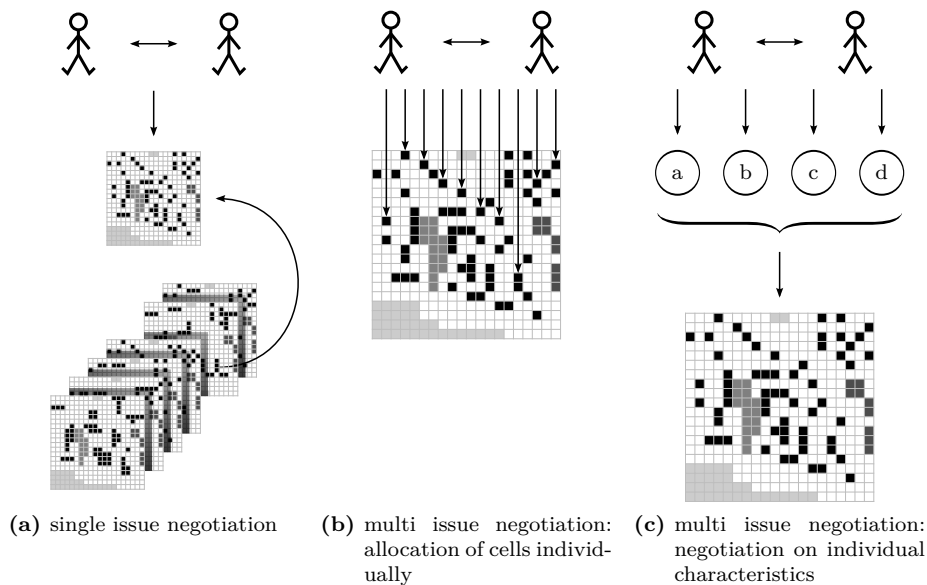 a b c d
(a) single issue negotiation
(b) multi issue negotiation:
allocation of cells individ-
ually
(c) multi issue negotiation:
negotiation on individual
characteristics